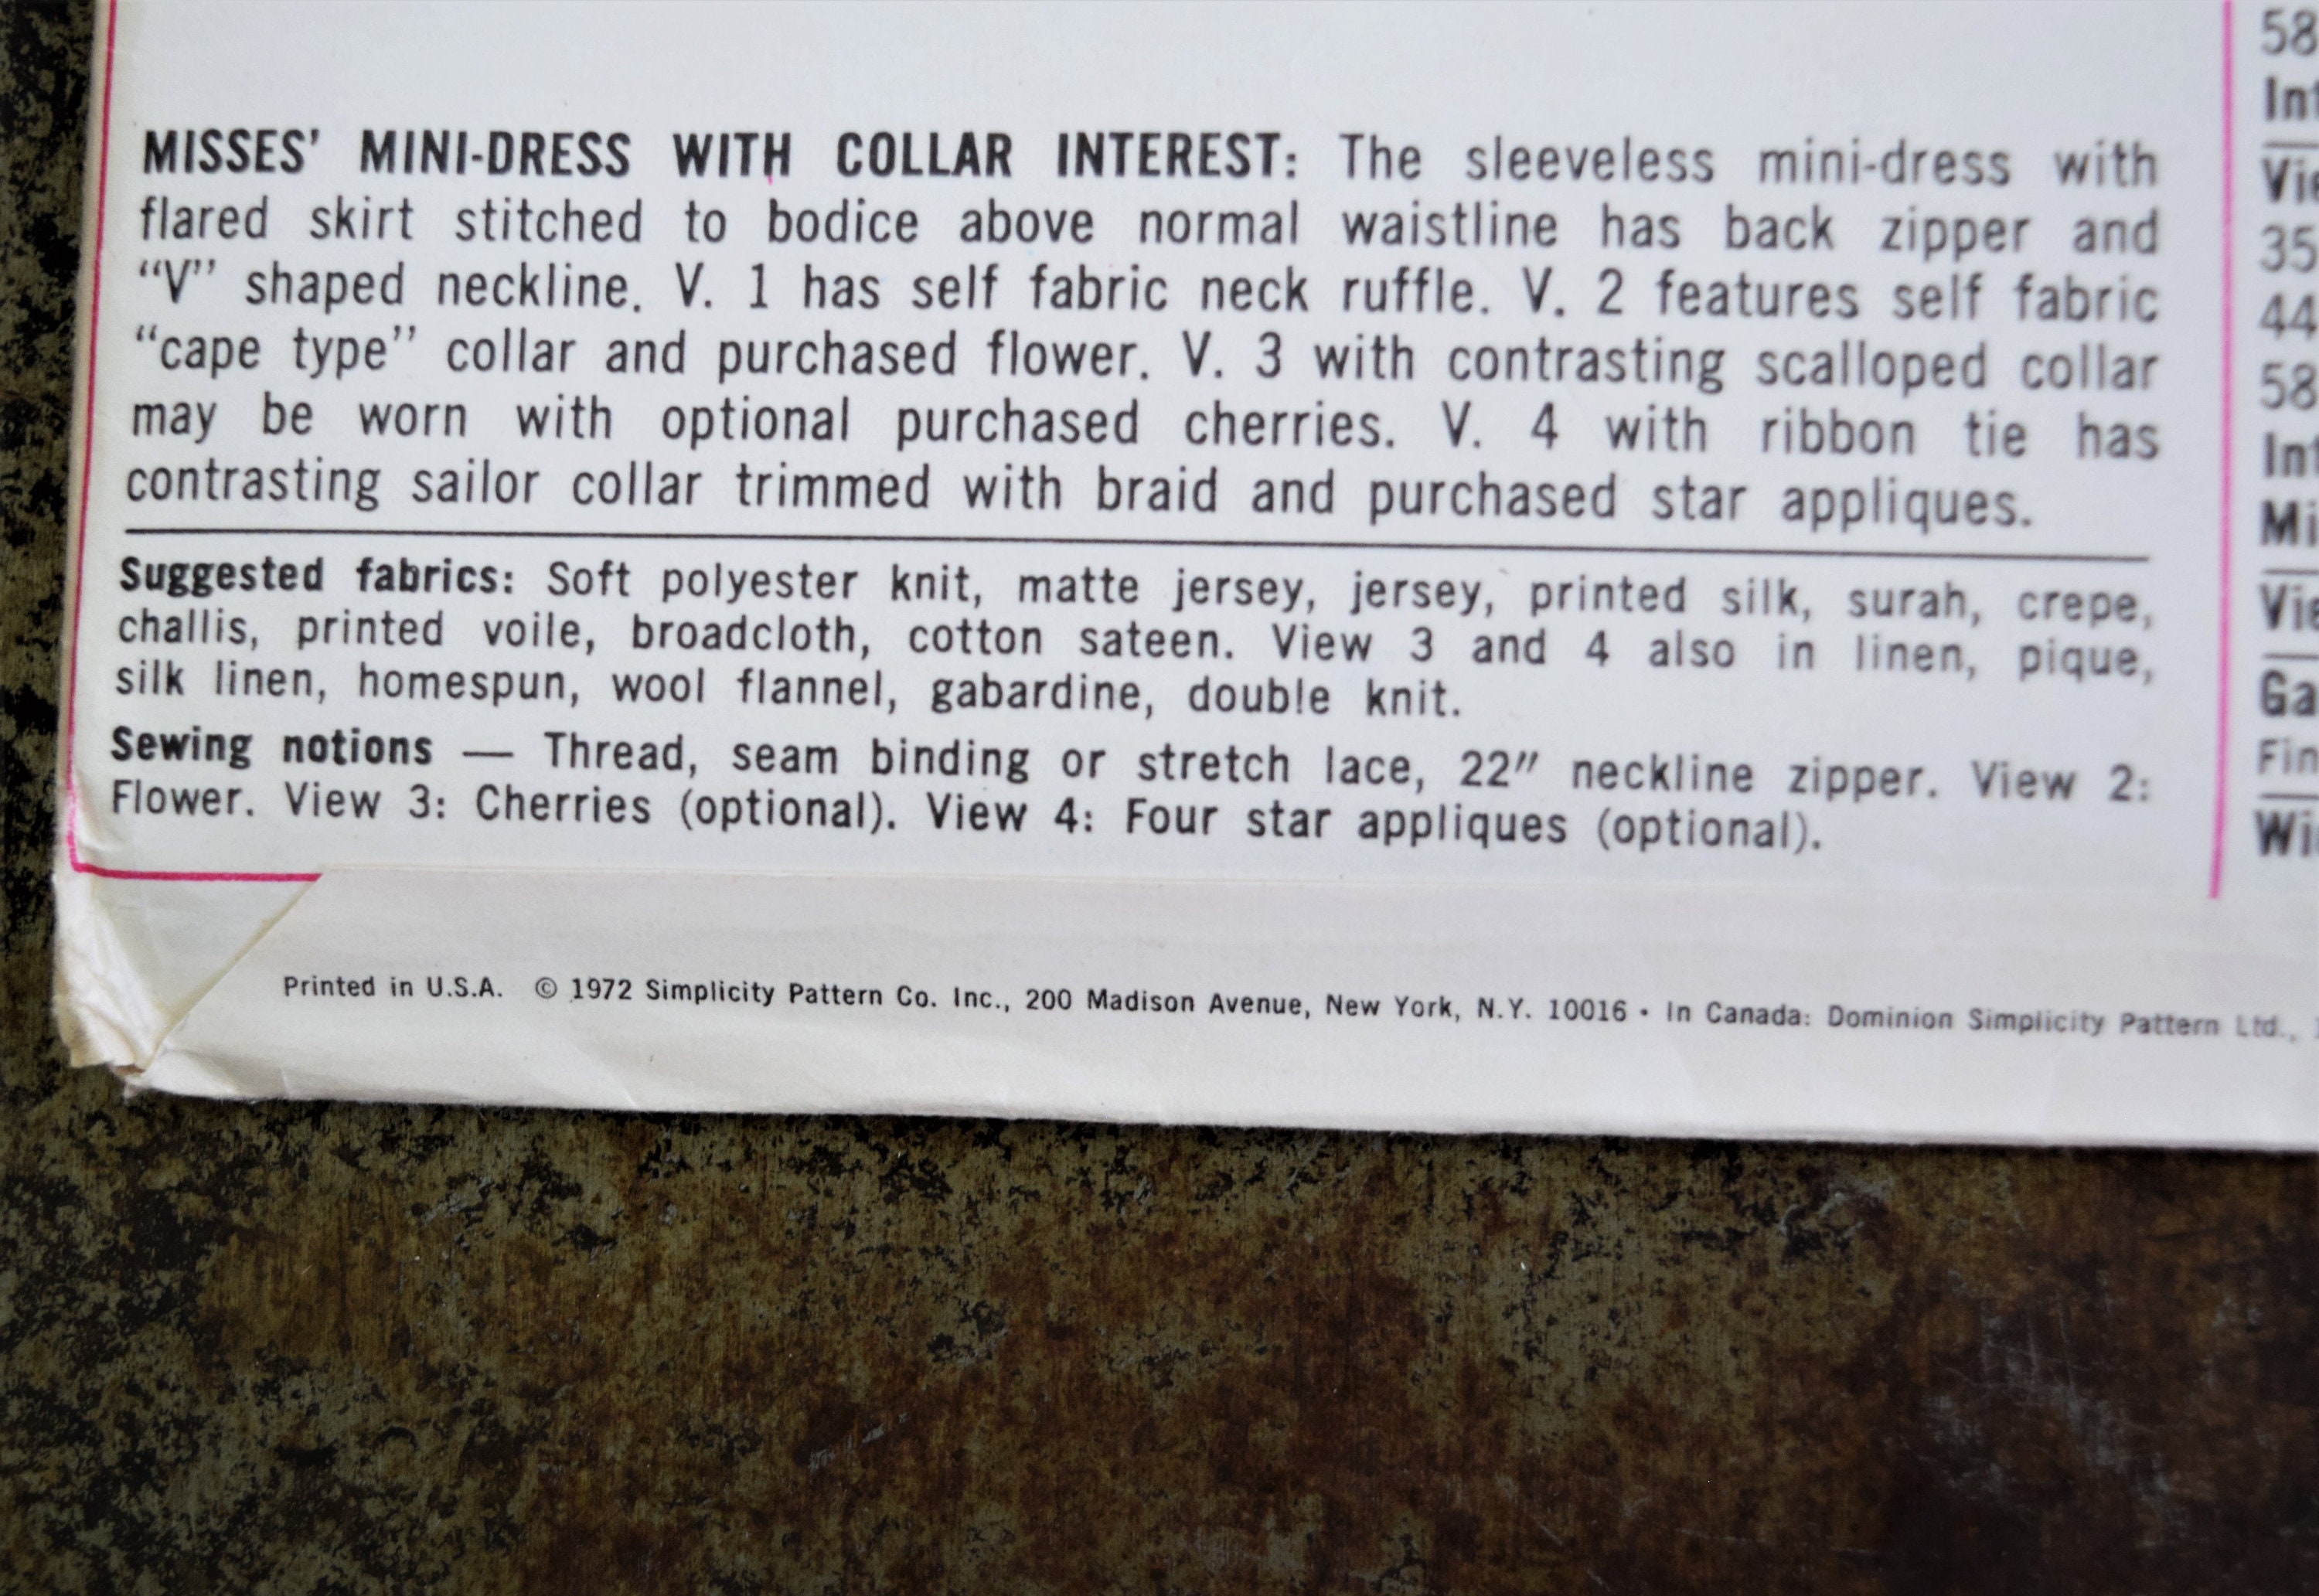 MISSES' MINI-DRESS WITH COLLAR INTEREST: The sleeveless mini-dress with
flared skirt stitched to bodice above normal waistline has back zipper and
“V” shaped neckline. V. 1 has self fabric neck ruffle. V. 2 features self fabric
“cape type” collar and purchased flower. V. 3 with contrasting scalloped collar
may be worn with optional purchased cherries. V. 4 with ribbon tie has
contrasting sailor collar trimmed with braid and purchased star appliques.
Suggested fabrics: Soft polyester knit, matte jersey, jersey, printed silk, surah, crepe,
challis, printed voile, broadcloth, cotton sateen. View 3 and 4 also in linen, pique,
silk linen, homespun, wool flannel, gabardine, double knit.
Sewing notions — Thread, seam binding or stretch lace, 22″ neckline zipper. View 2:
Flower. View 3: Cherries (optional). View 4: Four star appliques (optional).
Printed in U.S.A. © 1972 Simplicity Pattern Co. Inc., 200 Madison Avenue, New York, N.Y. 10016 • In Canada: Dominion Simplicity Pattern Ltd.,
58
35
44
58